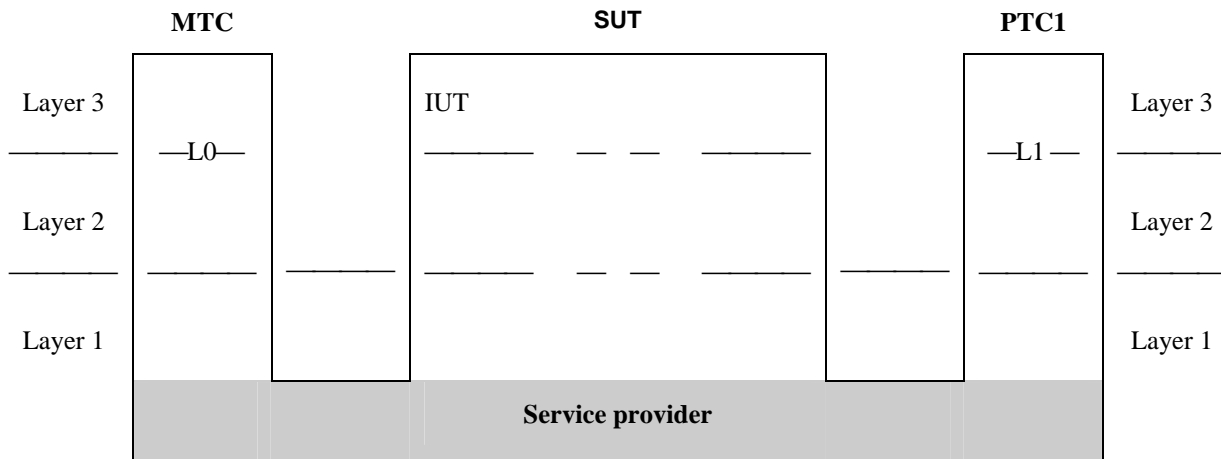 MTC SUT PTC1
Layer 3 IUT Layer 3
L0 L1
Layer 2 Layer 2
Layer 1 Layer 1
Service provider